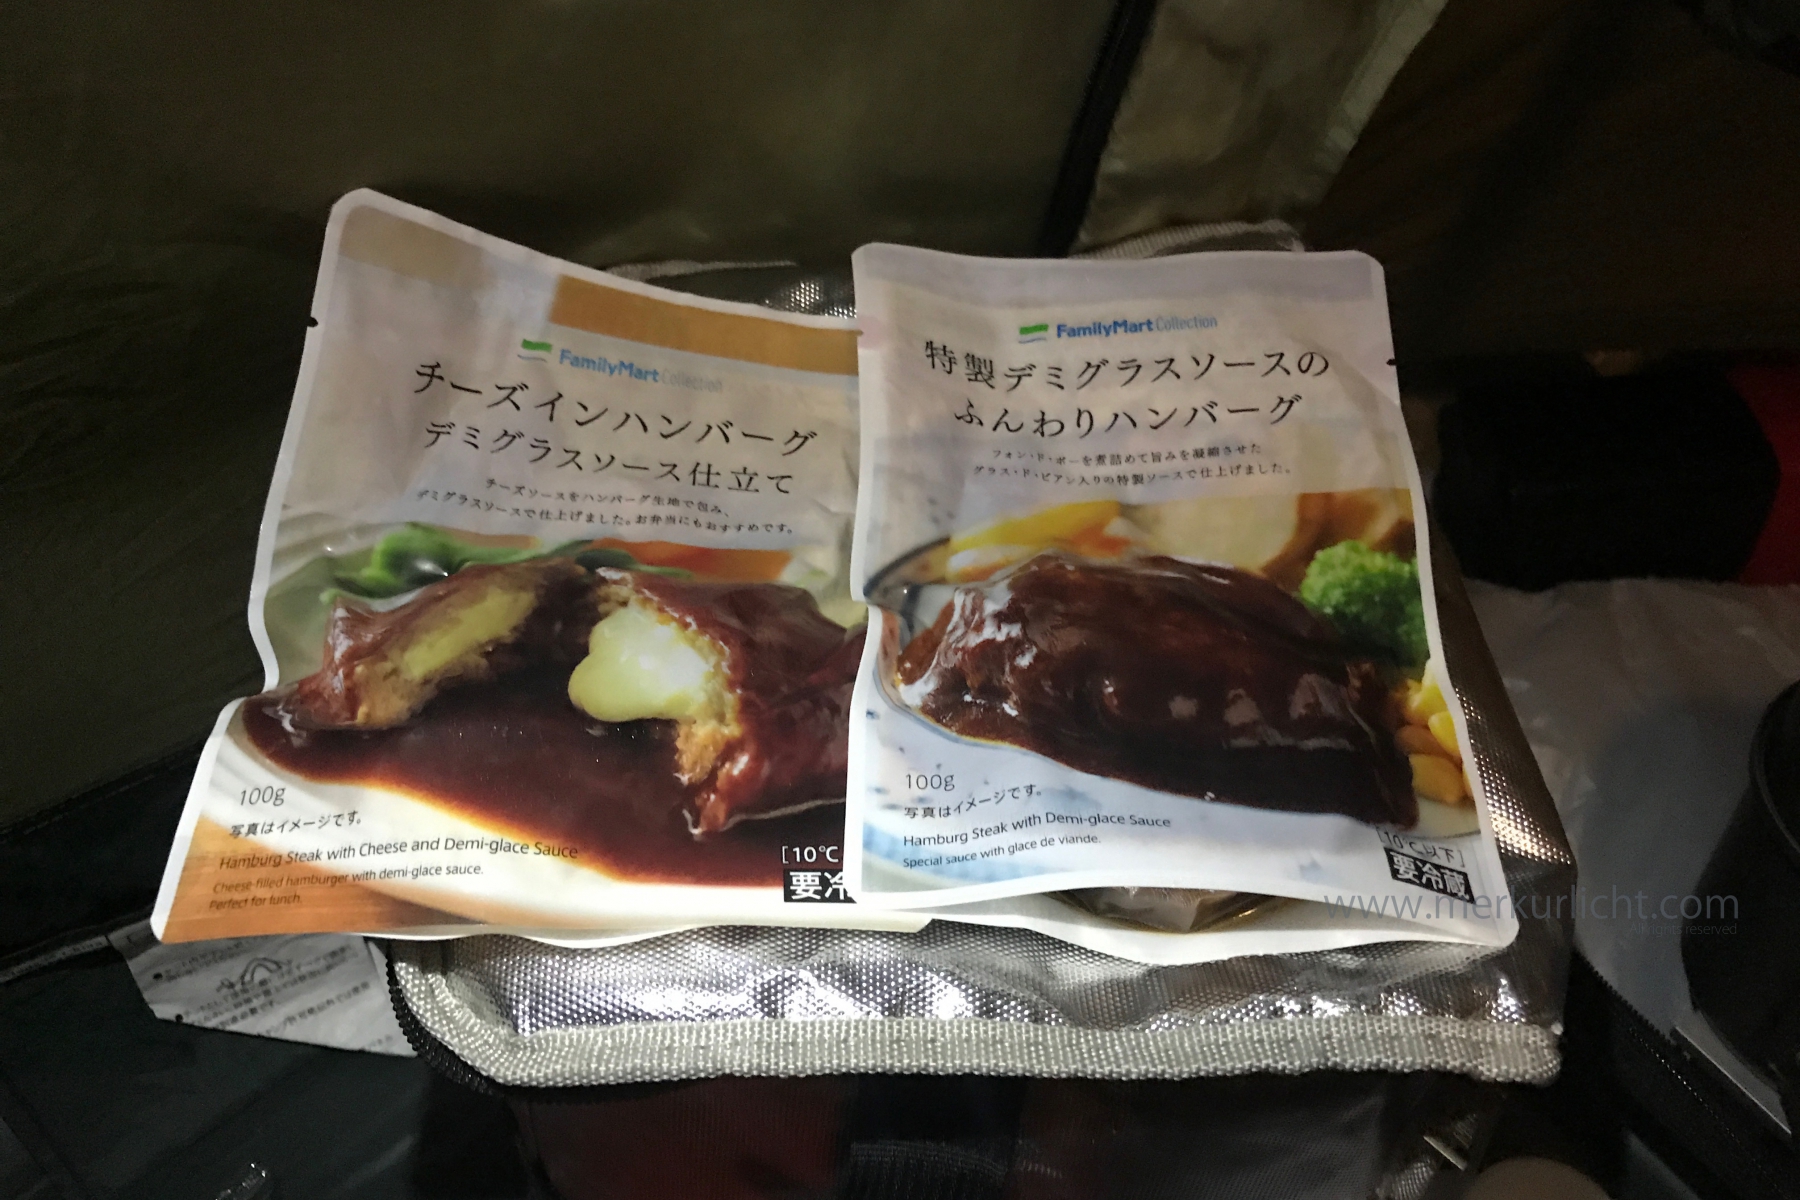 FamilyMart Collection
チーズインハンバーグ
デミグラスソース仕立て
チーズソースをハンバーグ生地で包み、
デミグラスソースで仕上げました。お弁当にもおすすめです。
100g
写真はイメージです。
Hamburg Steak with Cheese and Demi-glace Sauce
Cheese-filled hamburger with demi-glace sauce.
Perfect for lunch.
[10℃
要冷
FamilyMart Collection
特製デミグラスソースの
ふんわりハンバーグ
フォン・ド・ボーを煮詰めて旨みを凝縮させた
グラス・ド・ビアン入りの特製ソースで仕上げました。
100g
写真はイメージです。
Hamburg Steak with Demi-glace Sauce
Special sauce with glace de viande.
[10℃以下]
要冷蔵
www.merkurlicht.com
All rights reserved